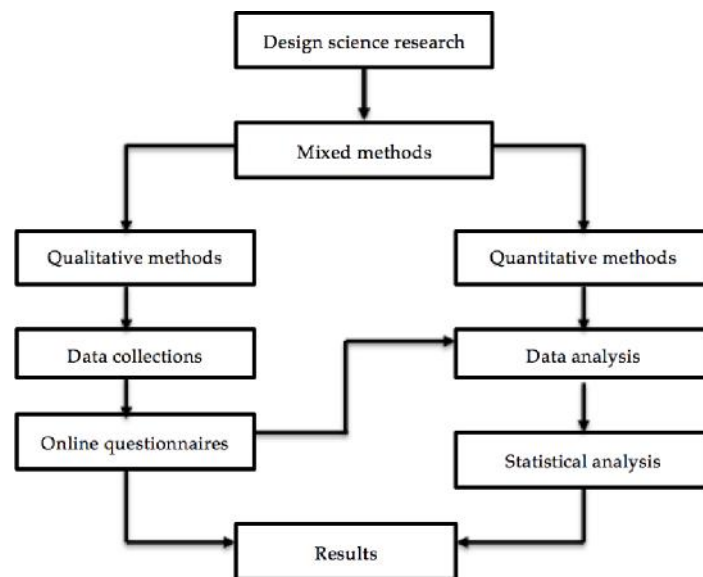 Design science research
Mixed methods
Qualitative methods
Quantitative methods
Data collections
Data analysis
Online questionnaires
Statistical analysis
Results